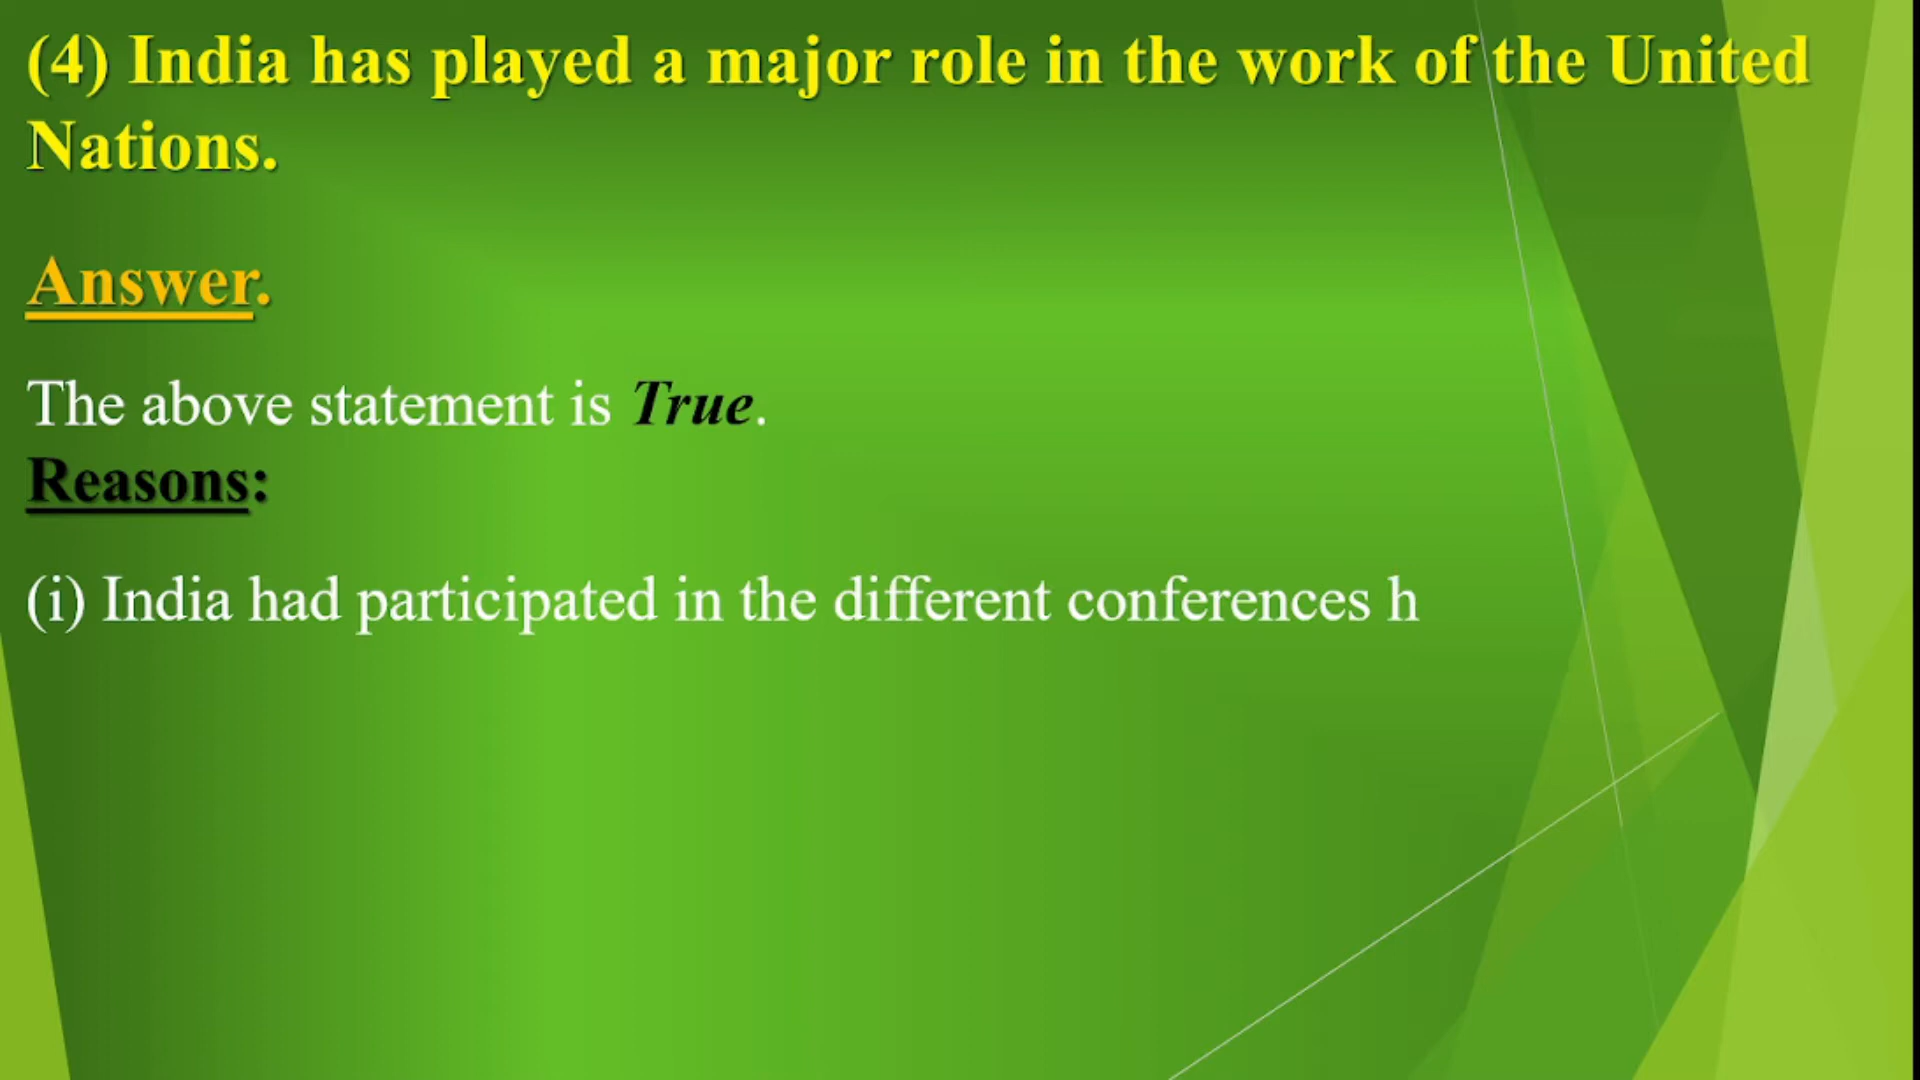 (4) India has played a major role in the work of the United
Nations.
Answer.
The above statement is True.
Reasons:
(i) India had participated in the different conferences h